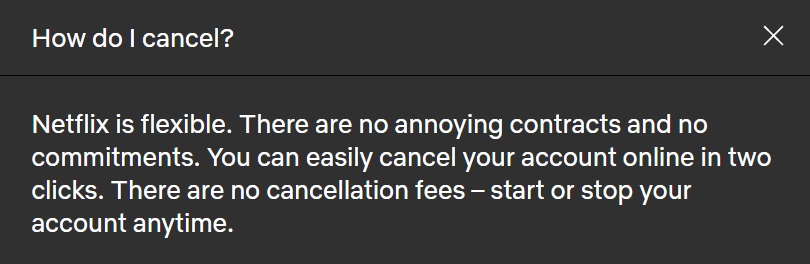 How do I cancel?
Netflix is flexible. There are no annoying contracts and no
commitments. You can easily cancel your account online in two
clicks. There are no cancellation fees – start or stop your
account anytime.